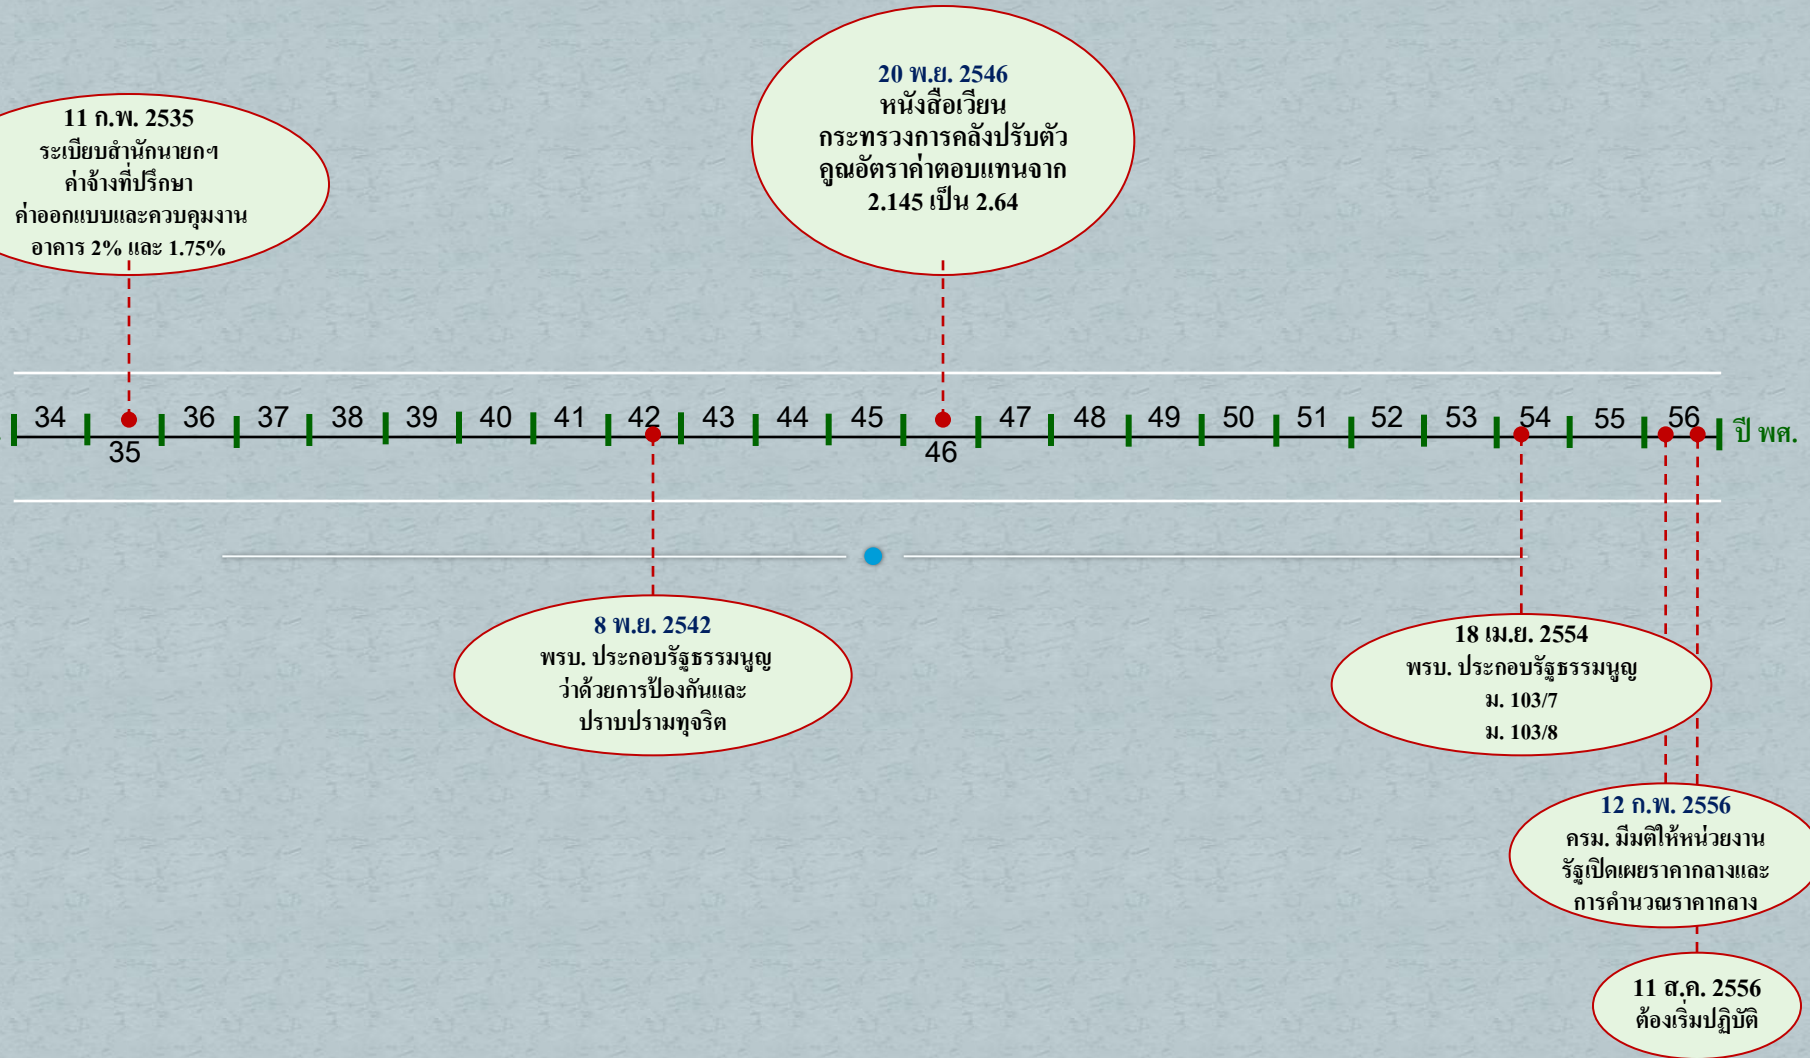 20 พ.ย. 2546
หนังสือเวียน
กระทรวงการคลังปรับตัว
คูณอัตราค่าตอบแทนจาก
2.145 เป็น 2.64
11 ก.พ. 2535
ระเบียบสำนักนายกฯ
ค่าจ้างที่ปรึกษา
ค่าออกแบบและควบคุมงาน
อาคาร 2% และ 1.75%
34 36 37 38 39 40 41 42 43 44 45 47 48 49 50 51 52 53 54 55 56 ปี พศ.
35 46
8 พ.ย. 2542
พรบ. ประกอบรัฐธรรมนูญ
ว่าด้วยการป้องกันและ
ปราบปรามทุจริต
18 เม.ย. 2554
พรบ. ประกอบรัฐธรรมนูญ
ม. 103/7
ม. 103/8
12 ก.พ. 2556
ครม. มีมติให้หน่วยงาน
รัฐเปิดเผยราคากลางและ
การคำนวณราคากลาง
11 ส.ค. 2556
ต้องเริ่มปฏิบัติ